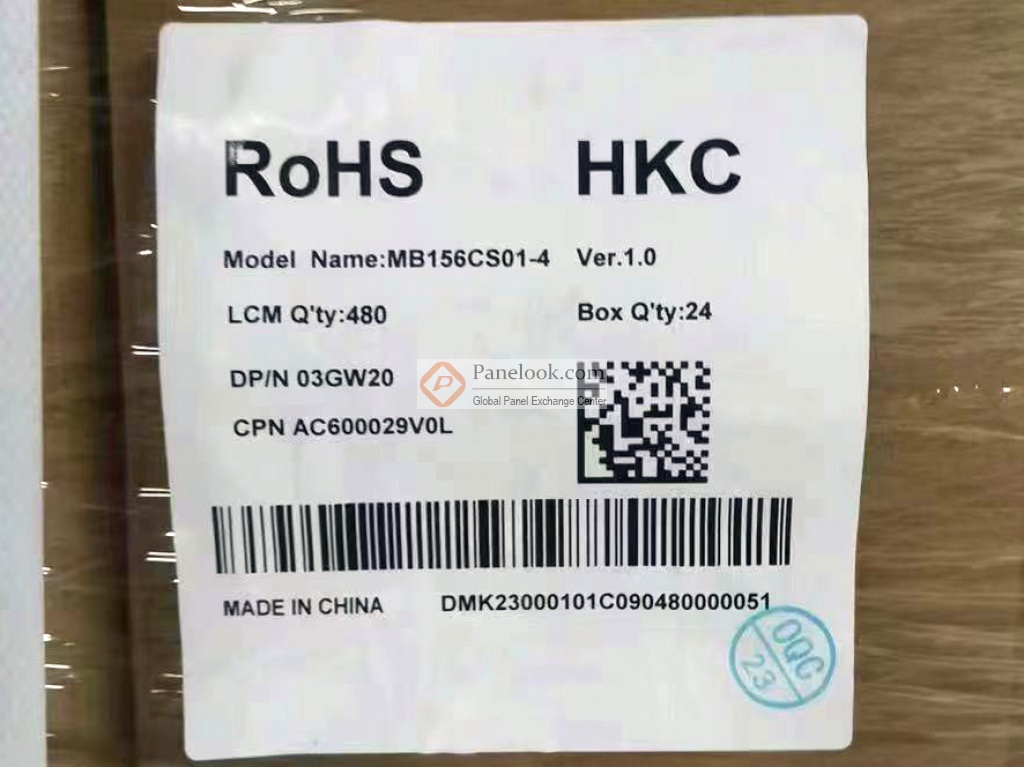 RoHS HKC
Model Name:MB156CS01-4 Ver.1.0
LCM Q'ty:480 Box Q'ty:24
DP/N 03GW20
Panelook.com
Global Panel Exchange Center
CPN AC600029V0L
MADE IN CHINA DMK23000101C090480000051
OQC
23